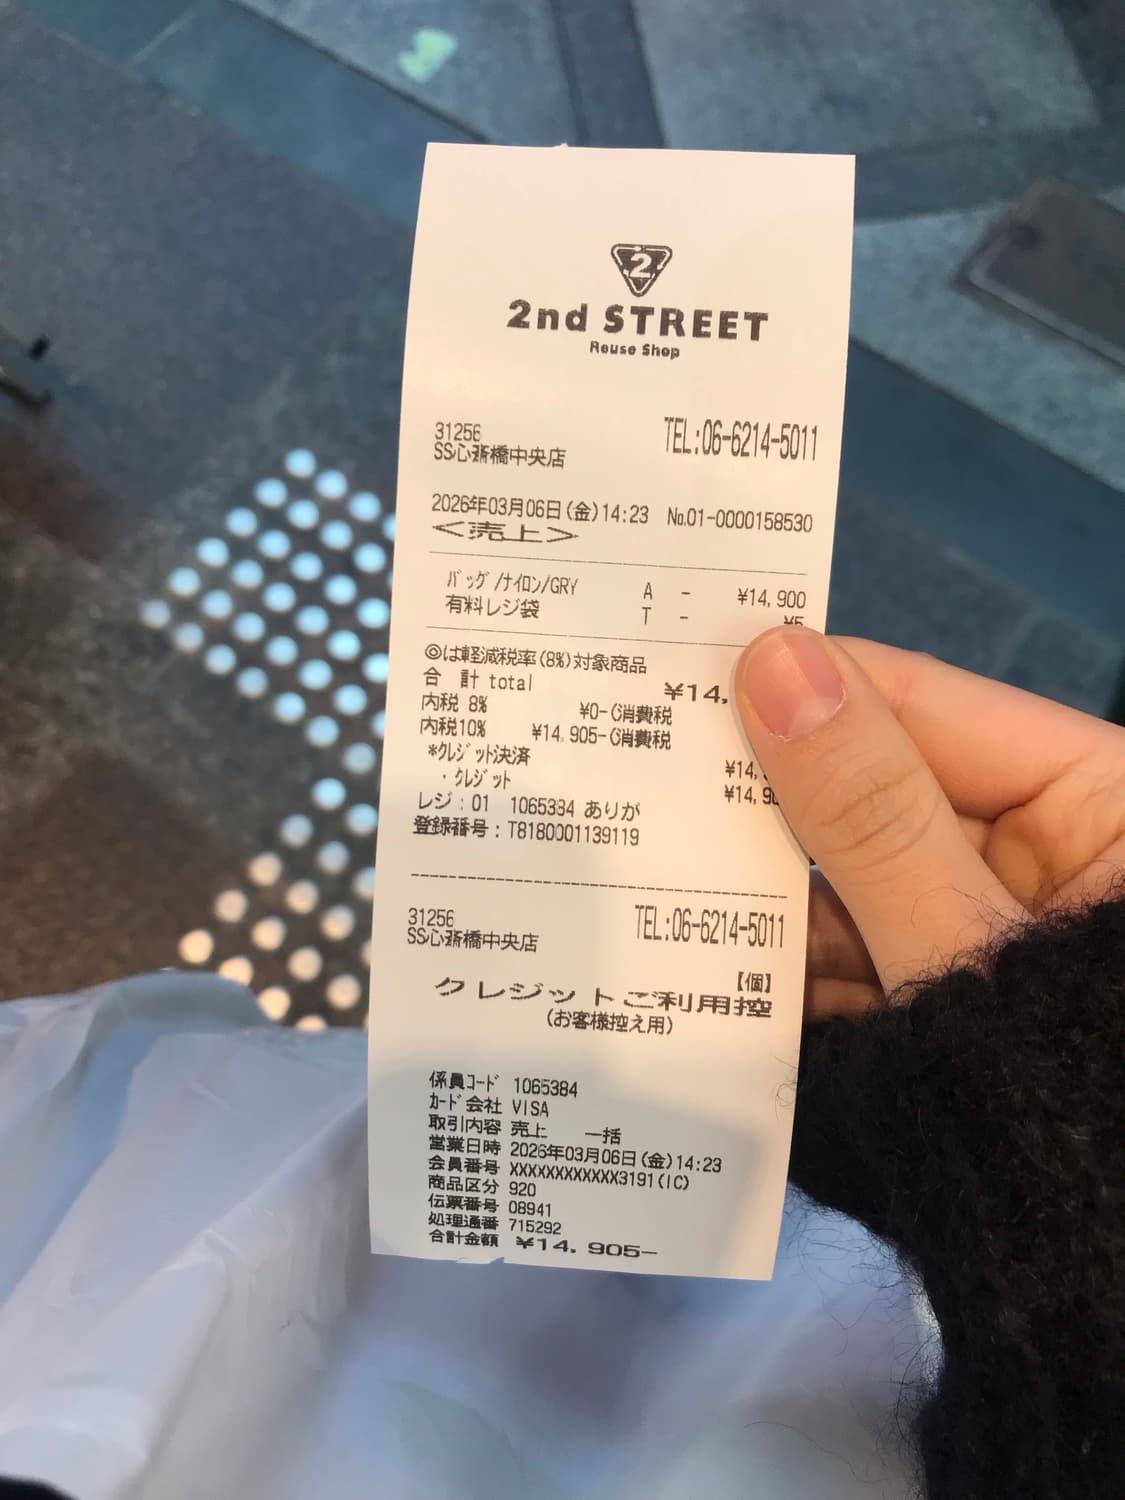 2
2nd STREET
Reuse Shop
31256 TEL:06-6214-5011
SS心斎橋中央店
2026年03月06日(金)14:23 No.01-0000158530
<売上>
バッグ/ナイロン/GRY A - ¥14,900
有料レジ袋 T - ¥5
◎は軽減税率(8%)対象商品
合 計 total ¥14,
内税 8% ¥0-(消費税
内税10% ¥14,905-(消費税
*クレジット決済 ¥14,
・クレジット ¥14,9
レジ:01 1065384 ありが
登録番号:T8180001139119
31256 TEL:06-6214-5011
SS心斎橋中央店
【個】
クレジットご利用控
(お客様控え用)
係員コード 1065384
カード会社 VISA
取引内容 売上 一括
営業日時 2026年03月06日(金)14:23
会員番号 XXXXXXXXXXXX3191(IC)
商品区分 920
伝票番号 08941
処理通番 715292
合計金額 ¥14,905-